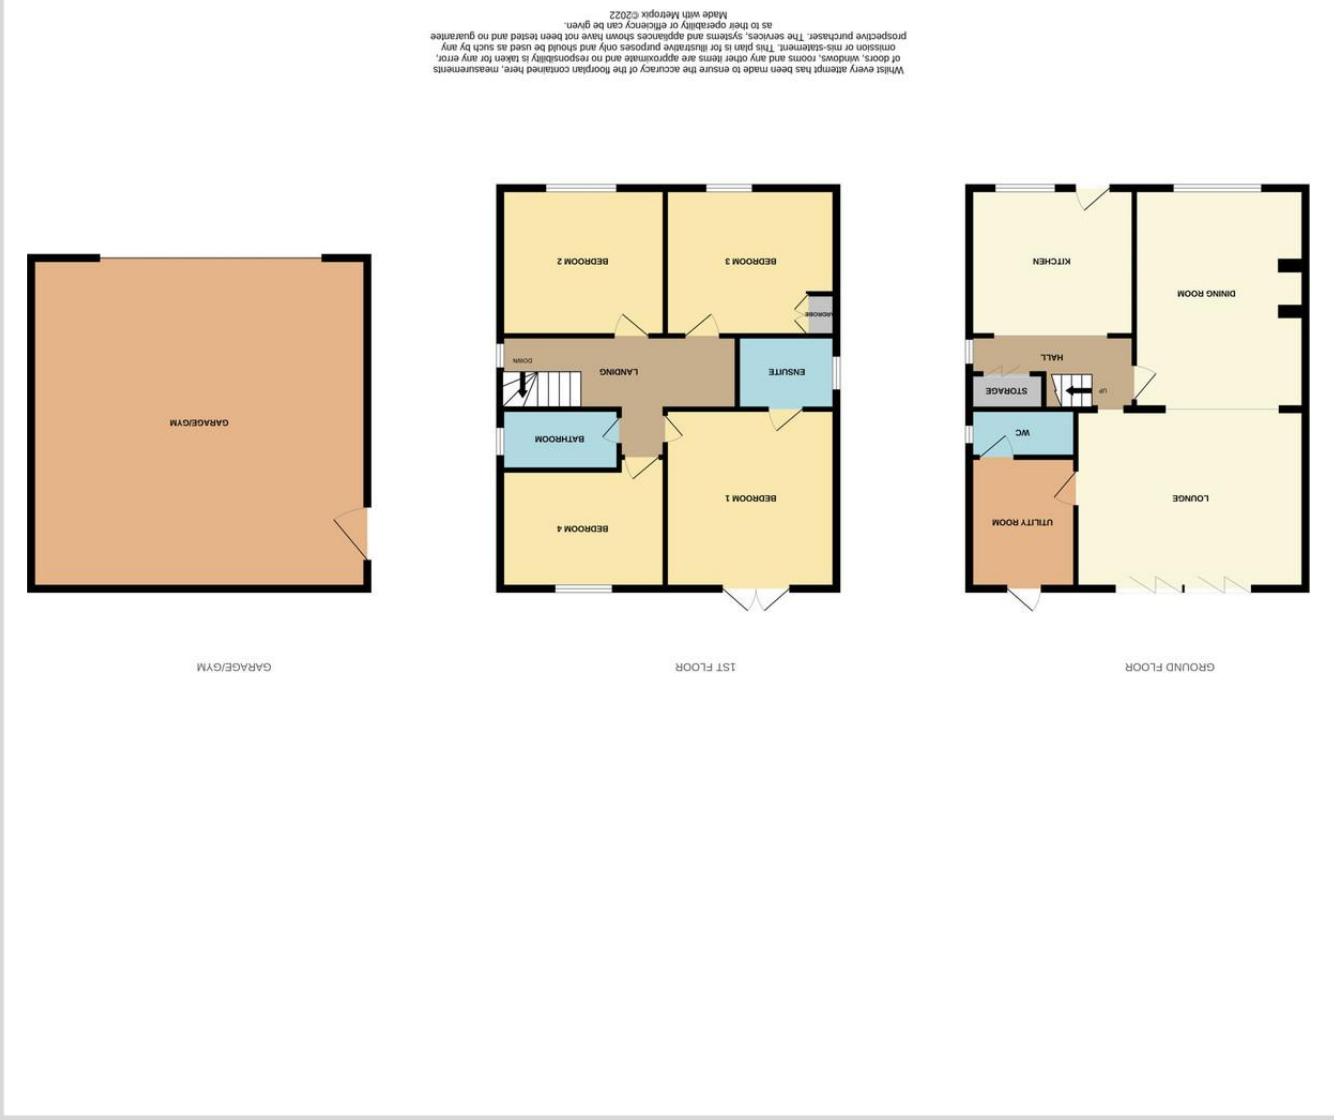 GROUND FLOOR
UTILITY ROOM
LOUNGE
WC
STORAGE
UP
HALL
DINING ROOM
KITCHEN
1ST FLOOR
BEDROOM 4
BEDROOM 1
BATHROOM
LANDING
ENSUITE
DOWN
ARDROBE
BEDROOM 3
BEDROOM 2
GARAGE/GYM
GARAGE/GYM
Whilst every attempt has been made to ensure the accuracy of the floorplan contained here, measurements
of doors, windows, rooms and any other items are approximate and no responsibility is taken for any error,
omission or mis-statement. This plan is for illustrative purposes only and should be used as such by any
prospective purchaser. The services, systems and appliances shown have not been tested and no guarantee
as to their operability or efficiency can be given.
Made with Metropix ©2022